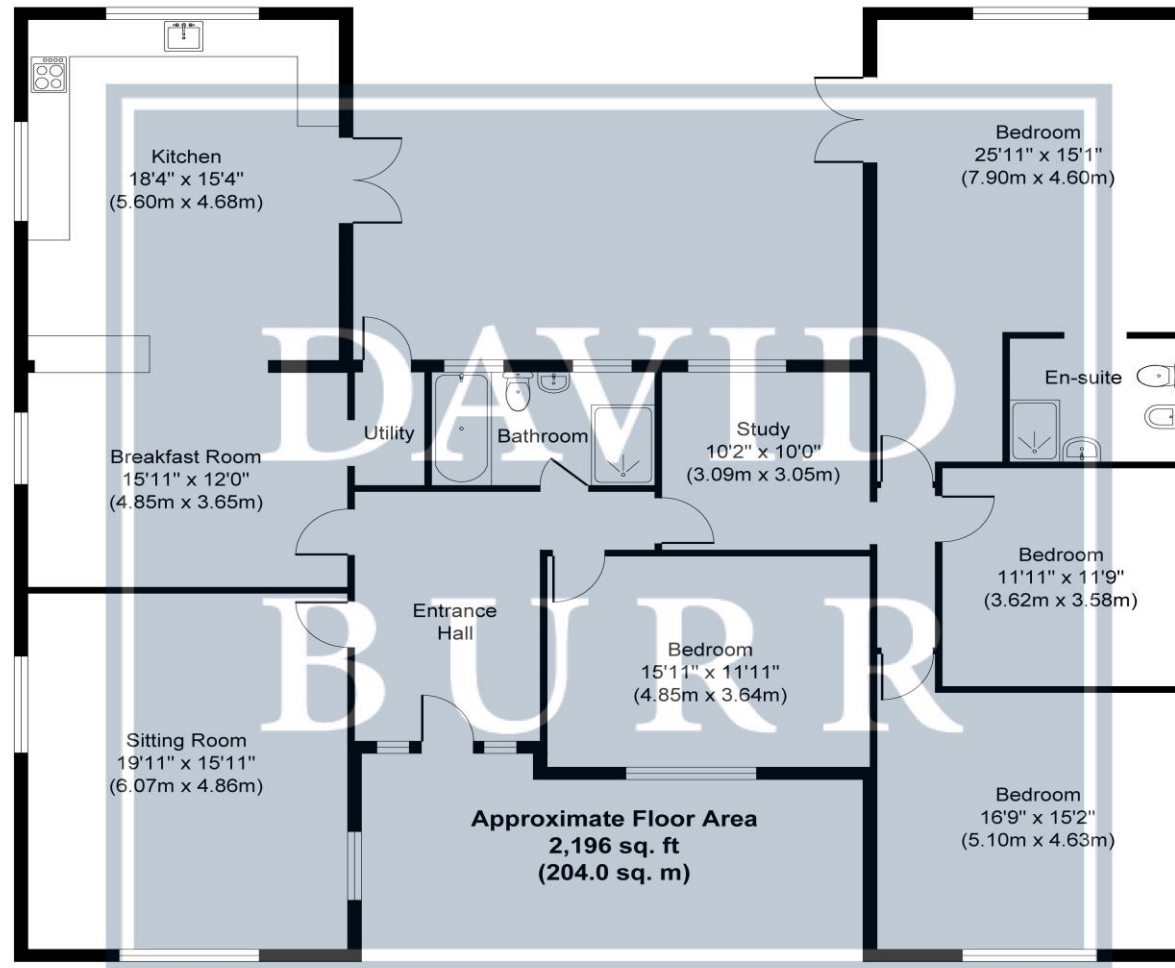 Kitchen
18'4" x 15'4"
(5.60m x 4.68m)
Bedroom
25'11" x 15'1"
(7.90m x 4.60m)
DAVID
BURR
En-suite
Utility
Bathroom
Study
10'2" x 10'0"
(3.09m x 3.05m)
Breakfast Room
15'11" x 12'0"
(4.85m x 3.65m)
Bedroom
11'11" x 11'9"
(3.62m x 3.58m)
Entrance
Hall
Bedroom
15'11" x 11'11"
(4.85m x 3.64m)
Sitting Room
19'11" x 15'11"
(6.07m x 4.86m)
Bedroom
16'9" x 15'2"
(5.10m x 4.63m)
Approximate Floor Area
2,196 sq. ft
(204.0 sq. m)